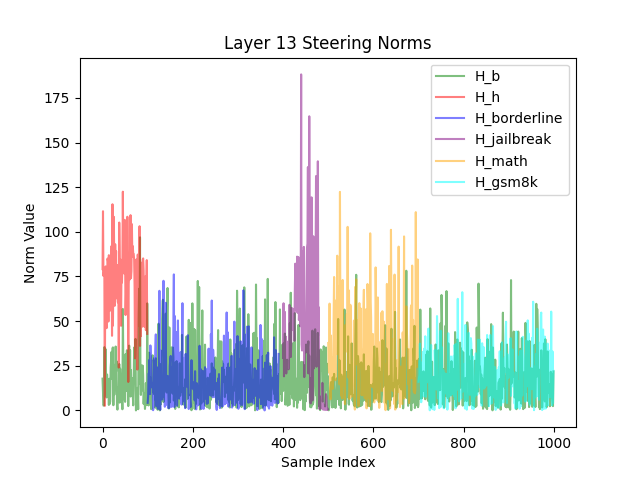 Layer 13 Steering Norms
H_b
H_h
H_borderline
H_jailbreak
H_math
H_gsm8k
Norm Value
175
150
125
100
75
50
25
0
0 200 400 600 800 1000
Sample Index